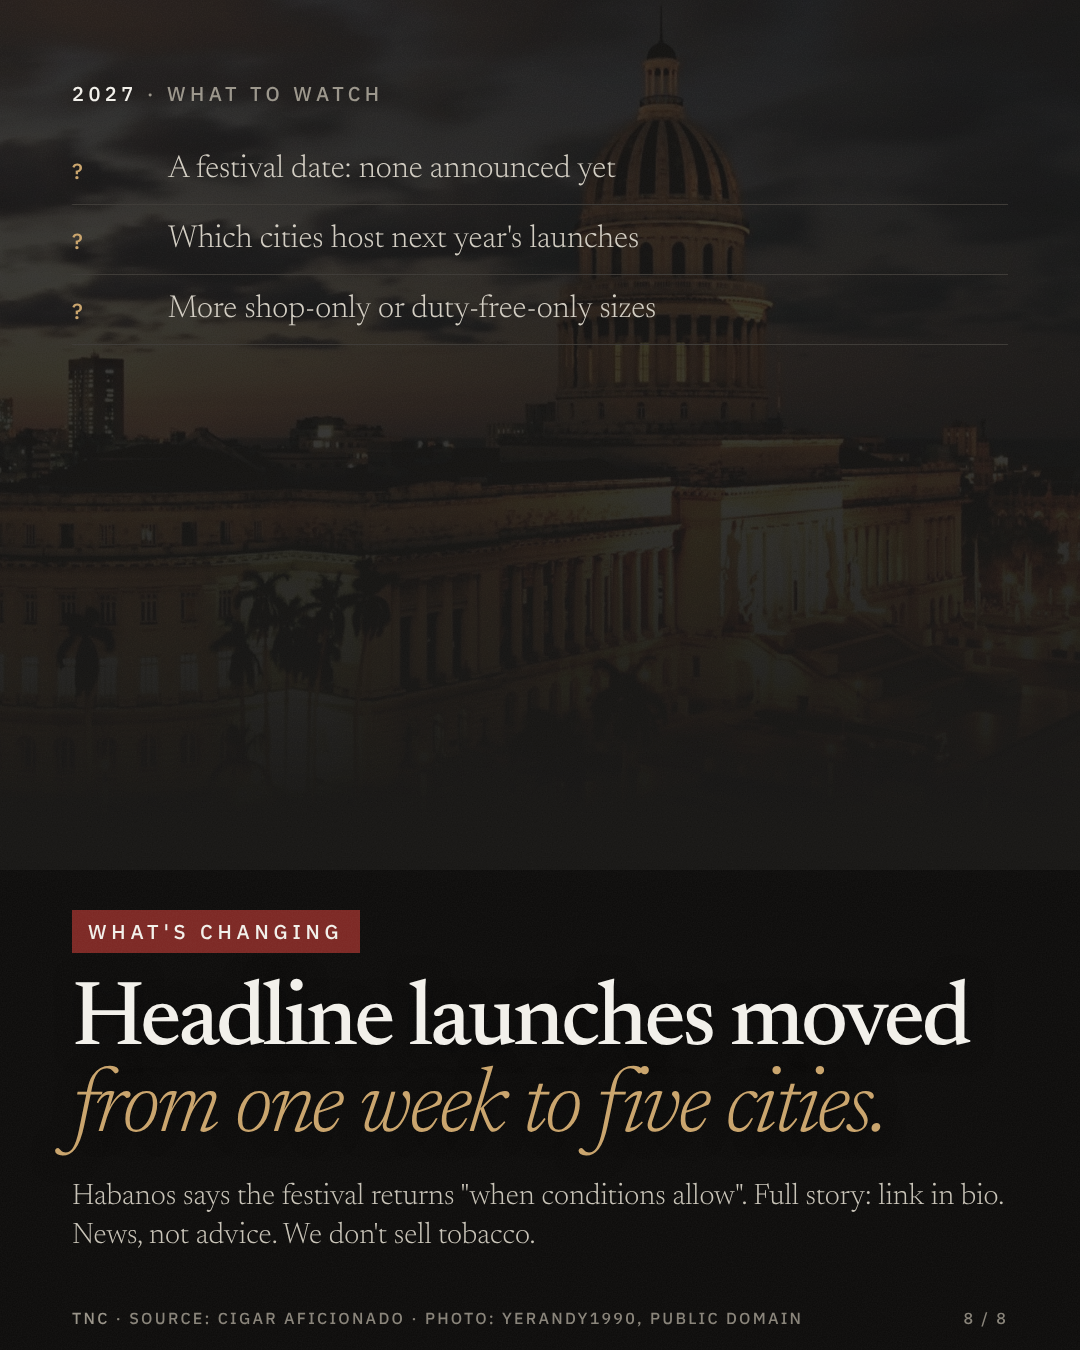 2027 · WHAT TO WATCH
? A festival date: none announced yet
? Which cities host next year's launches
? More shop-only or duty-free-only sizes
WHAT'S CHANGING
Headline launches moved
from one week to five cities.
Habanos says the festival returns "when conditions allow". Full story: link in bio.
News, not advice. We don't sell tobacco.
TNC · SOURCE: CIGAR AFICIONADO · PHOTO: YERANDY1990, PUBLIC DOMAIN 8 / 8